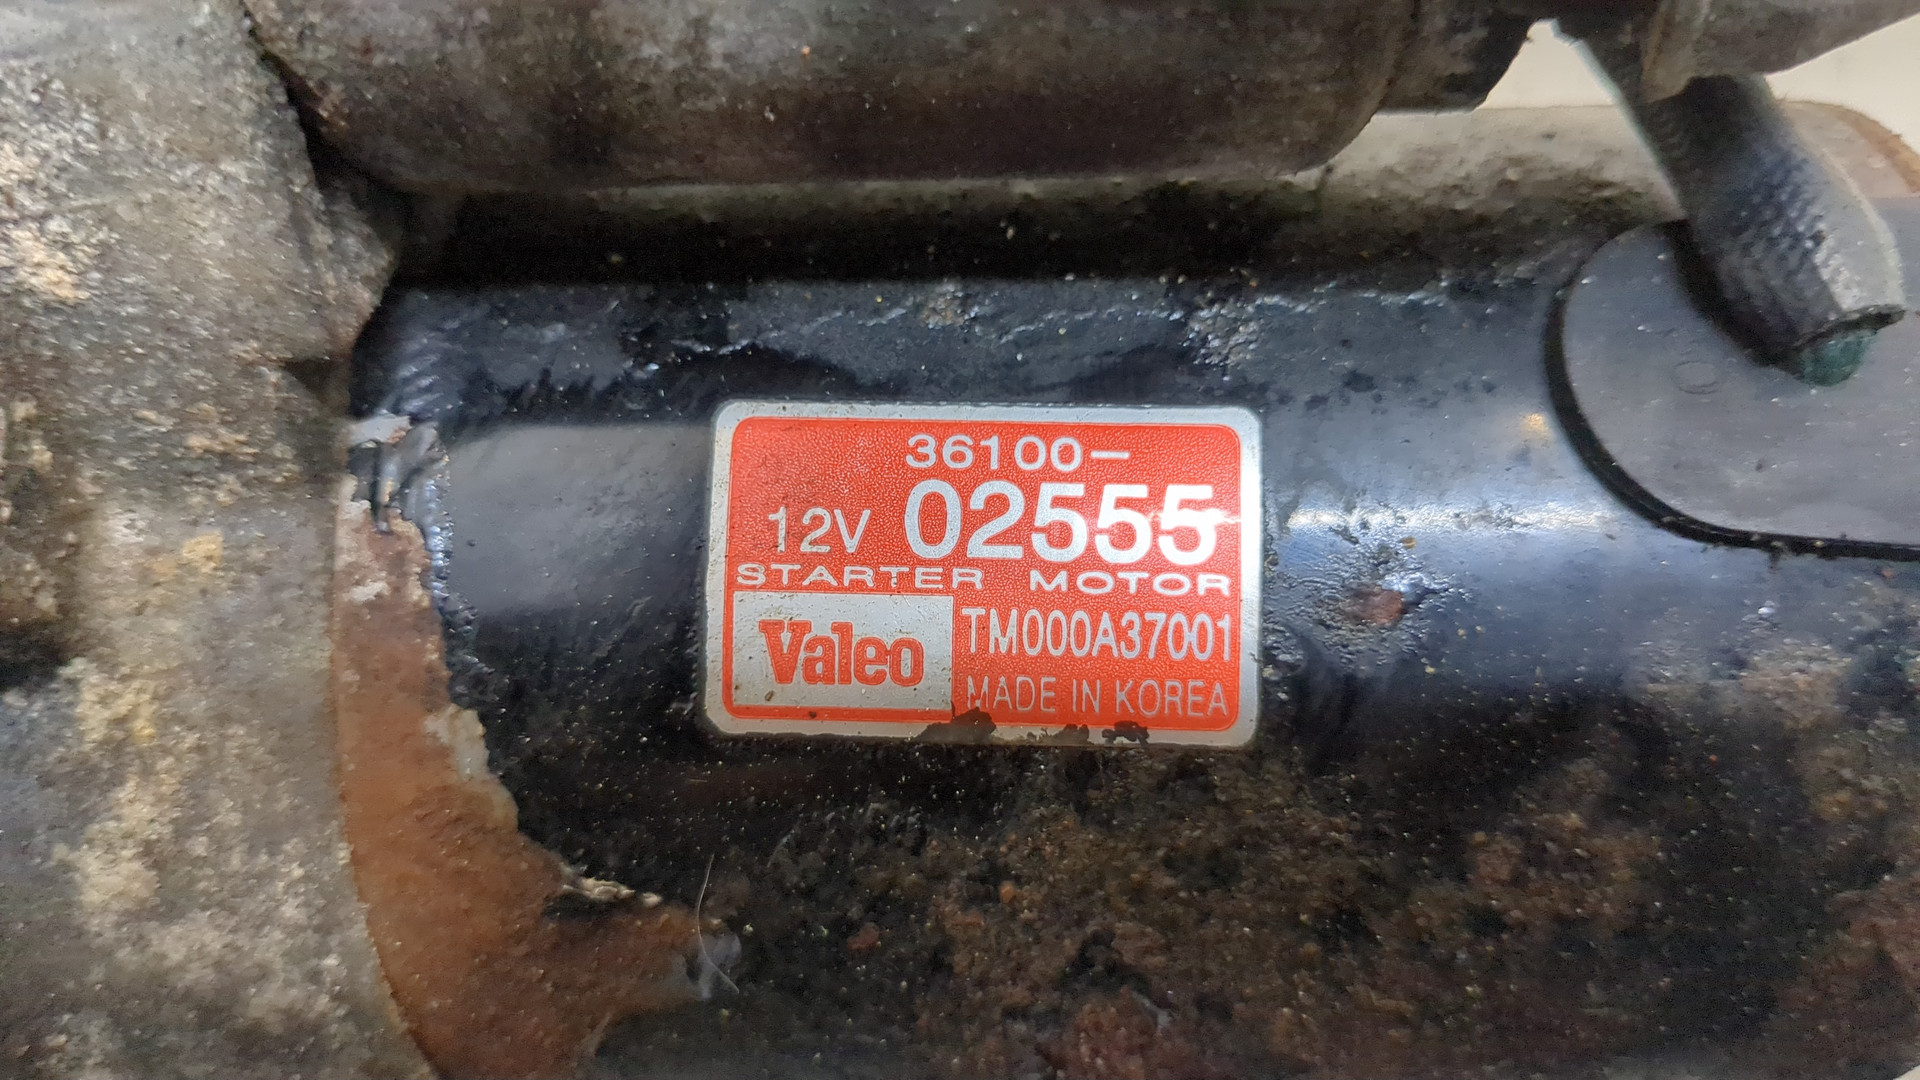 36100-
12V 02555
STARTER MOTOR
Valeo TM000A37001
MADE IN KOREA